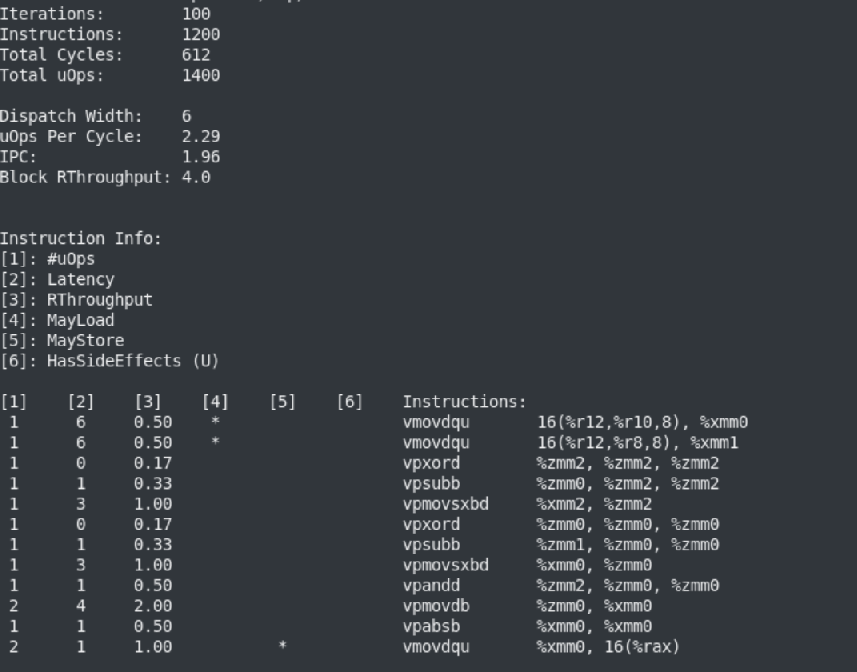 Iterations:        100
Instructions:      1200
Total Cycles:      612
Total uOps:        1400
Dispatch Width:    6
uOps Per Cycle:    2.29
IPC:               1.96
Block RThroughput: 4.0
Instruction Info:
[1]: #uOps
[2]: Latency
[3]: RThroughput
[4]: MayLoad
[5]: MayStore
[6]: HasSideEffects (U)
[1]    [2]    [3]    [4]    [5]    [6]    Instructions:
1      6     0.50    *                    vmovdqu       16(%r12,%r10,8), %xmm0
1      6     0.50    *                    vmovdqu       16(%r12,%r8,8), %xmm1
1      0     0.17                         vpxord        %zmm2, %zmm2, %zmm2
1      1     0.33                         vpsubb        %zmm0, %zmm2, %zmm2
1      3     1.00                         vpmovsxbd     %xmm2, %zmm2
1      0     0.17                         vpxord        %zmm0, %zmm0, %zmm0
1      1     0.33                         vpsubb        %zmm1, %zmm0, %zmm0
1      3     1.00                         vpmovsxbd     %xmm0, %zmm0
1      1     0.50                         vpandd        %zmm2, %zmm0, %zmm0
2      4     2.00                         vpmovdb       %zmm0, %xmm0
1      1     0.50                         vpabsb        %xmm0, %xmm0
2      1     1.00           *             vmovdqu       %xmm0, 16(%rax)